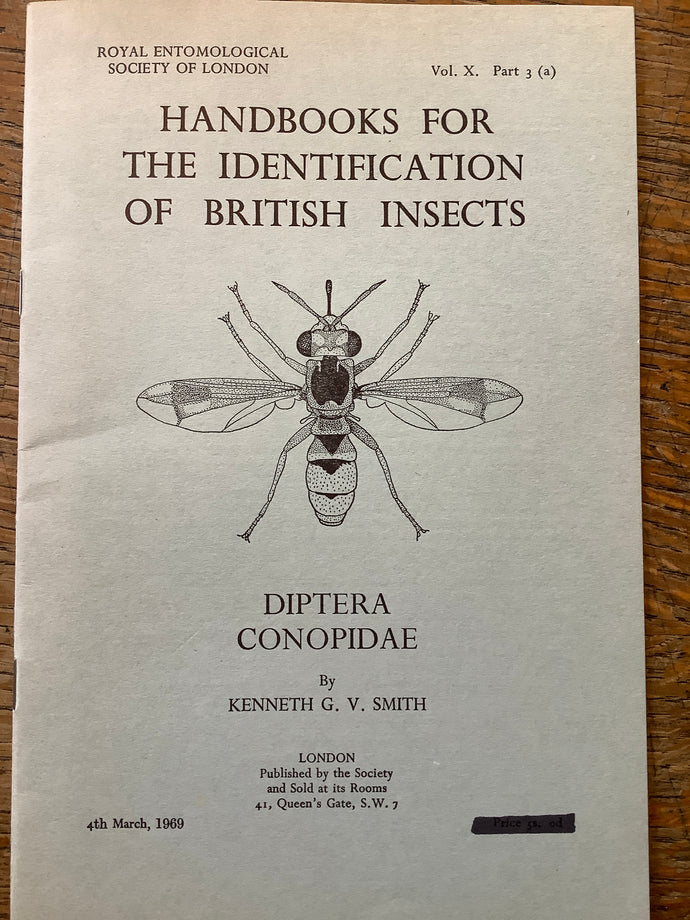 ROYAL ENTOMOLOGICAL
SOCIETY OF LONDON
Vol. X. Part 3 (a)
HANDBOOKS FOR
THE IDENTIFICATION
OF BRITISH INSECTS
DIPTERA
CONOPIDAE
By
KENNETH G. V. SMITH
LONDON
Published by the Society
and Sold at its Rooms
41, Queen's Gate, S.W. 7
4th March, 1969
Price